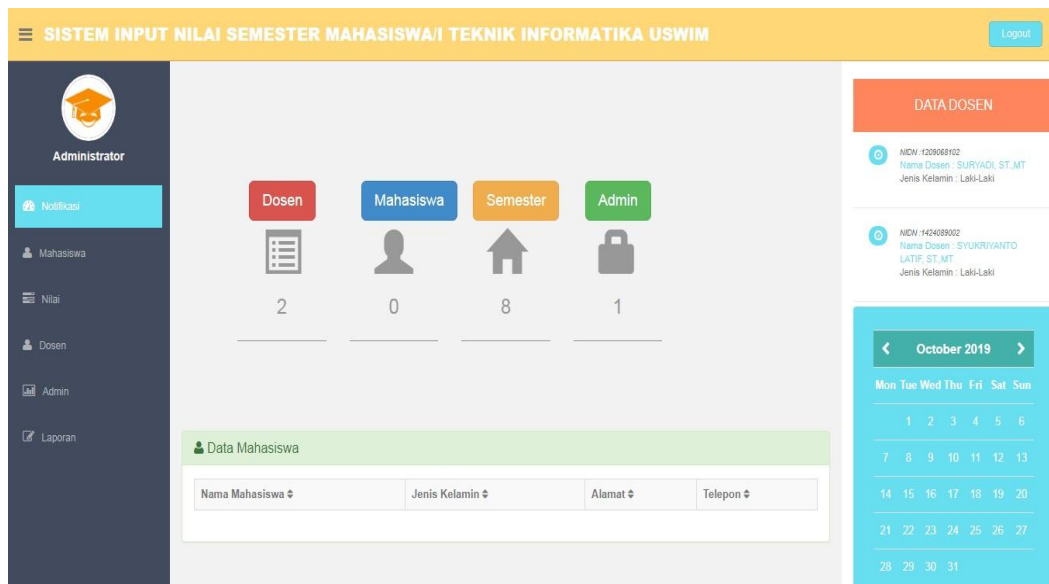 SISTEM INPUT NILAI SEMESTER MAHASISWA/I TEKNIK INFORMATIKA USWIM
Logout
Administrator
Notifikasi
Mahasiswa
Nilai
Dosen
Admin
Laporan
Dosen
Mahasiswa
Semester
Admin
2
0
8
1
Data Mahasiswa
Nama Mahasiswa
Jenis Kelamin
Alamat
Telepon
DATA DOSEN
NIDN :1209068102
Nama Dosen : SURYADI, ST.,MT
Jenis Kelamin : Laki-Laki
NIDN :1424089002
Nama Dosen : SYUKRIYANTO
LATIF, ST.,MT
Jenis Kelamin : Laki-Laki
October 2019
Mon Tue Wed Thu Fri Sat Sun
1 2 3 4 5 6
7 8 9 10 11 12 13
14 15 16 17 18 19 20
21 22 23 24 25 26 27
28 29 30 31